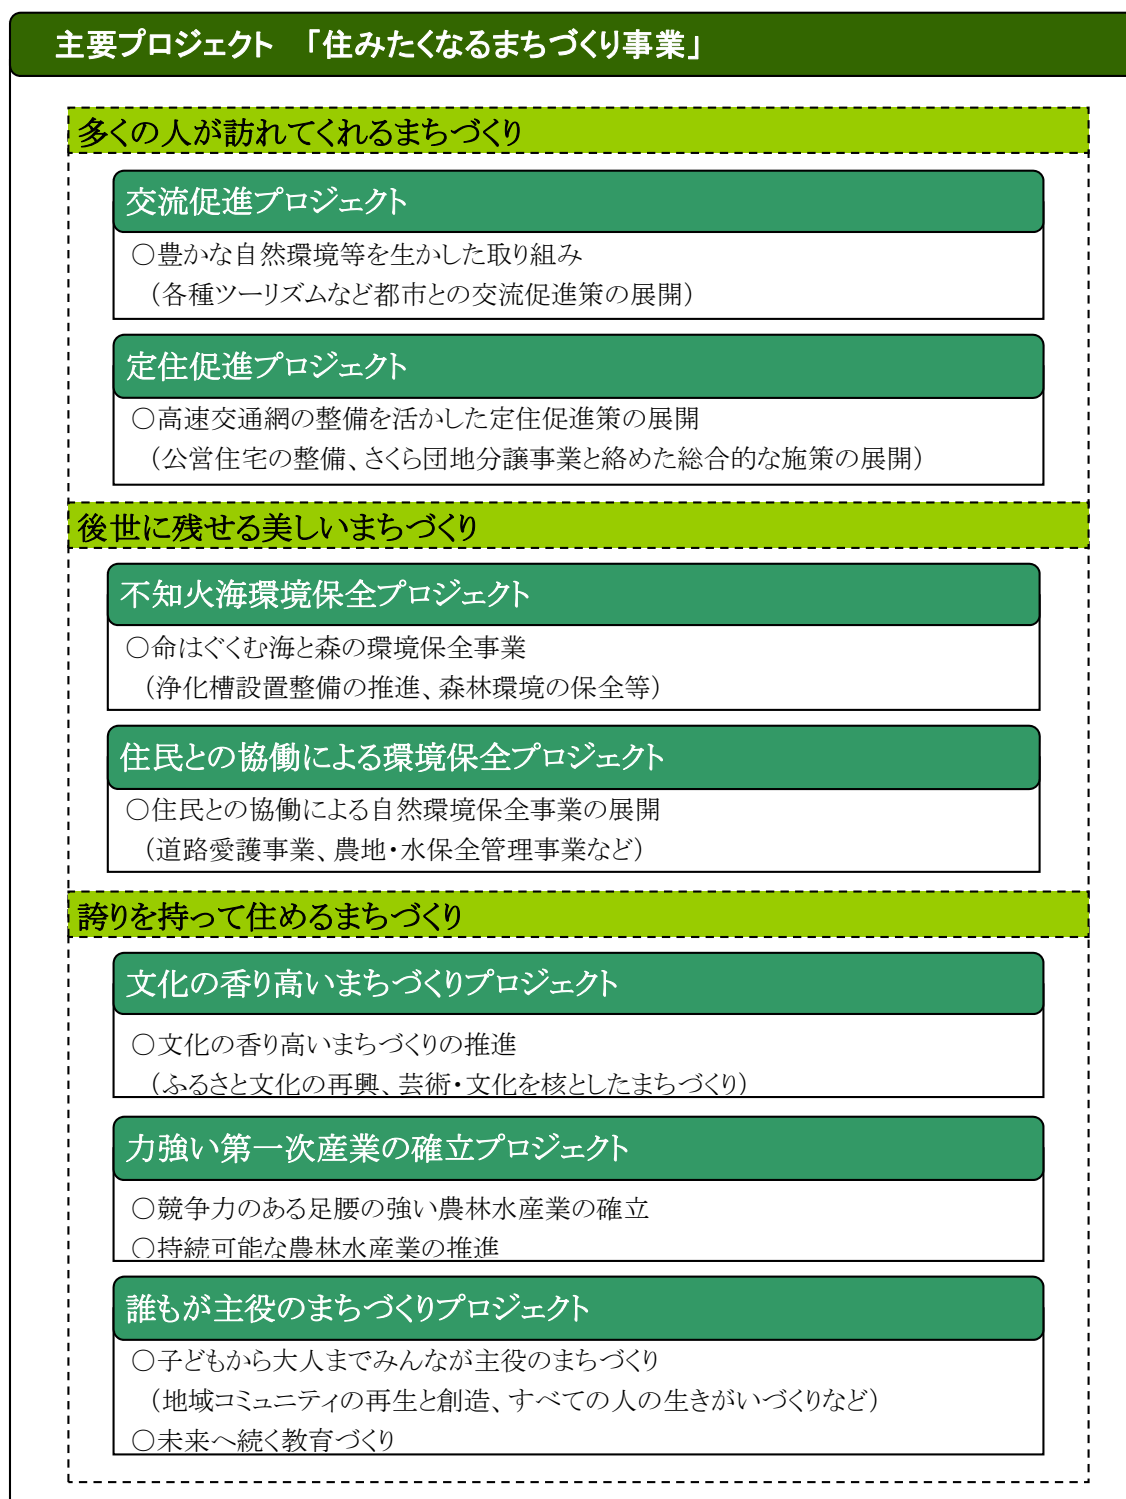 主要プロジェクト　「住みたくなるまちづくり事業」
多くの人が訪れてくれるまちづくり
交流促進プロジェクト
○豊かな自然環境等を生かした取り組み
（各種ツーリズムなど都市との交流促進策の展開）
定住促進プロジェクト
○高速交通網の整備を活かした定住促進策の展開
（公営住宅の整備、さくら団地分譲事業と絡めた総合的な施策の展開）
後世に残せる美しいまちづくり
不知火海環境保全プロジェクト
○命はぐくむ海と森の環境保全事業
（浄化槽設置整備の推進、森林環境の保全等）
住民との協働による環境保全プロジェクト
○住民との協働による自然環境保全事業の展開
（道路愛護事業、農地・水保全管理事業など）
誇りを持って住めるまちづくり
文化の香り高いまちづくりプロジェクト
○文化の香り高いまちづくりの推進
（ふるさと文化の再興、芸術・文化を核としたまちづくり）
力強い第一次産業の確立プロジェクト
○競争力のある足腰の強い農林水産業の確立
○持続可能な農林水産業の推進
誰もが主役のまちづくりプロジェクト
○子どもから大人までみんなが主役のまちづくり
（地域コミュニティの再生と創造、すべての人の生きがいづくりなど）
○未来へ続く教育づくり